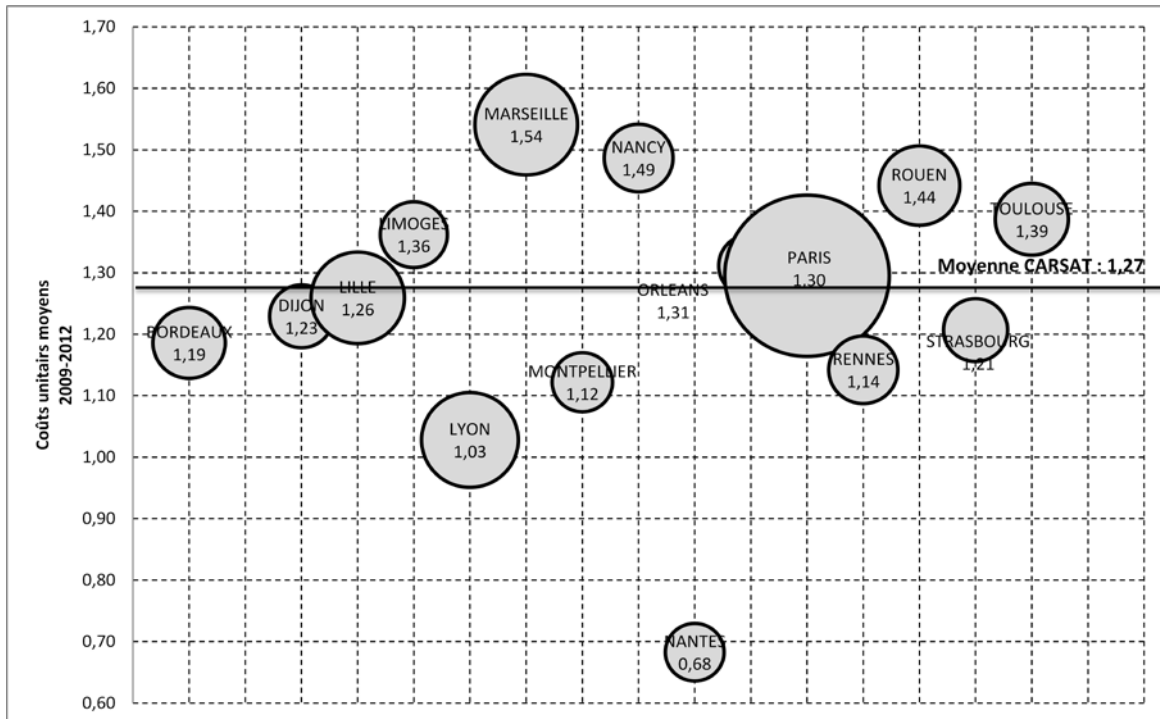 1,70
1,60
1,50
1,40
1,30
1,20
1,10
1,00
0,90
0,80
0,70
0,60
Coûts unitairs moyens
2009-2012
BORDEAUX
1,19
DIJON
1,23
LILLE
1,26
LIMOGES
1,36
LYON
1,03
MARSEILLE
1,54
MONTPELLIER
1,12
NANCY
1,49
NANTES
0,68
ORLEANS
1,31
PARIS
1.30
RENNES
1,14
ROUEN
1,44
STRASBOURG
1,21
TOULOUSE
1,39
Moyenne CARSAT : 1,27